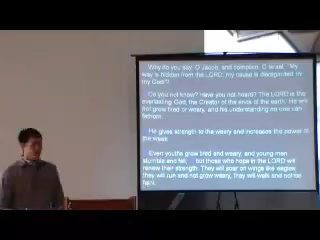 Why do you say, O Jacob, and complain, O Israel, "My
way is hidden from the LORD, my cause is disregarded by
my God"?
Do you not know? Have you not heard? The LORD is the
everlasting God, the Creator of the ends of the earth. He will
not grow tired or weary, and his understanding no one can
fathom.
He gives strength to the weary and increases the power of
the weak.
Even youths grow tired and weary, and young men
stumble and fall; but those who hope in the LORD will
renew their strength. They will soar on wings like eagles;
they will run and not grow weary, they will walk and not be
faint.